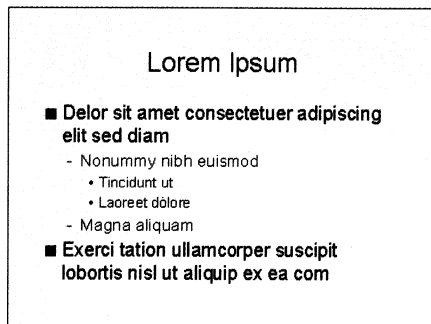 Lorem Ipsum
■ Delor sit amet consectetuer adipiscing
elit sed diam
- Nonummy nibh euismod
• Tincidunt ut
• Laoreet dolore
- Magna aliquam
■ Exerci tation ullamcorper suscipit
lobortis nisl ut aliquip ex ea com